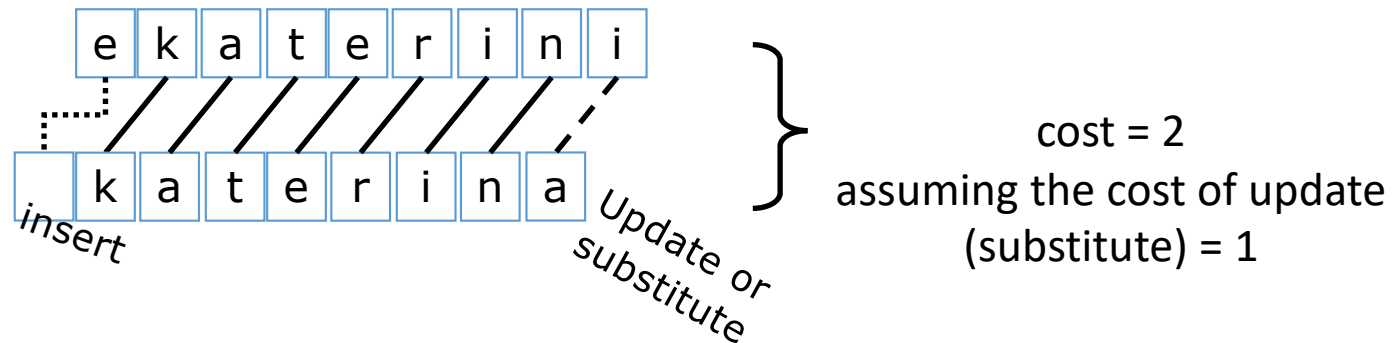 e k a t e r i n i
k a t e r i n a
insert
Update or
substitute
cost = 2
assuming the cost of update
(substitute) = 1